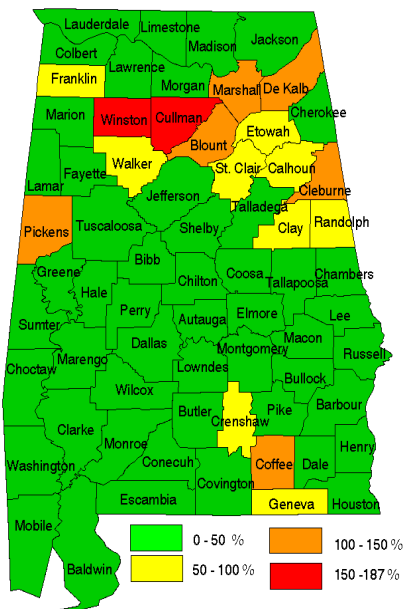 Lauderdale
Limestone
Madison
Jackson
Colbert
Lawrence
Franklin
Morgan
Marshal
De Kalb
Marion
Winston
Cullman
Cherokee
Etowah
Blount
Walker
St. Clair
Calhoun
Fayette
Lamar
Jefferson
Cleburne
Talladega
Pickens
Tuscaloosa
Shelby
Clay
Randolph
Bibb
Greene
Hale
Chilton
Coosa
Tallapoosa
Chambers
Perry
Autauga
Elmore
Lee
Sumter
Macon
Dallas
Montgomery
Russell
Marengo
Choctaw
Lowndes
Bullock
Wilcox
Butler
Crenshaw
Pike
Barbour
Clarke
Monroe
Henry
Washington
Conecuh
Coffee
Dale
Covington
Escambia
Geneva
Houston
Mobile
Baldwin
0 - 50 %
100 - 150 %
50 - 100 %
150 -187 %